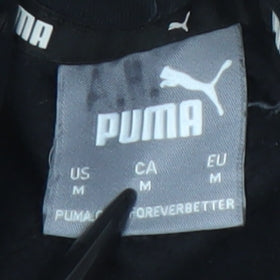 PUMA
A.H.
PUMA
US CA EU
M M M
FOREVERBETTER